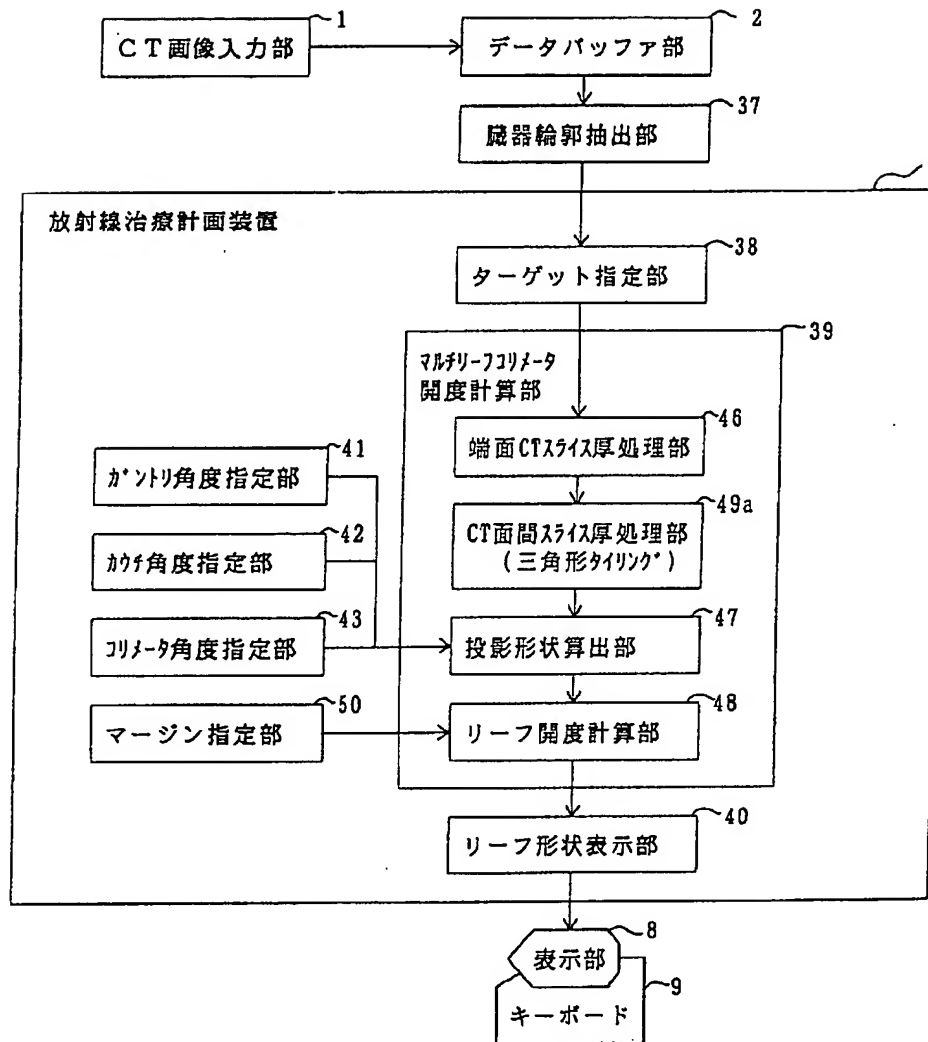 1
CT画像入力部
2
データバッファ部
37
臓器輪郭抽出部
放射線治療計画装置
38
ターゲット指定部
39
マルチリーフコリメータ
開度計算部
46
端面CTスライス厚処理部
49a
CT面間スライス厚処理部
(三角形タイリング)
41
ガントリ角度指定部
42
カウチ角度指定部
43
コリメータ角度指定部
47
投影形状算出部
50
マージン指定部
48
リーフ開度計算部
40
リーフ形状表示部
8
表示部
9
キーボード